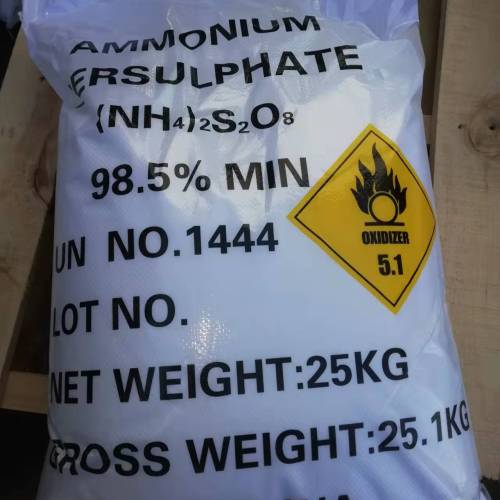 AMMONIUM
ERSULPHATE
(NH4)2S2O8
98.5% MIN
UN NO.1444
LOT NO.
NET WEIGHT:25KG
GROSS WEIGHT:25.1KG
OXIDIZER
5.1